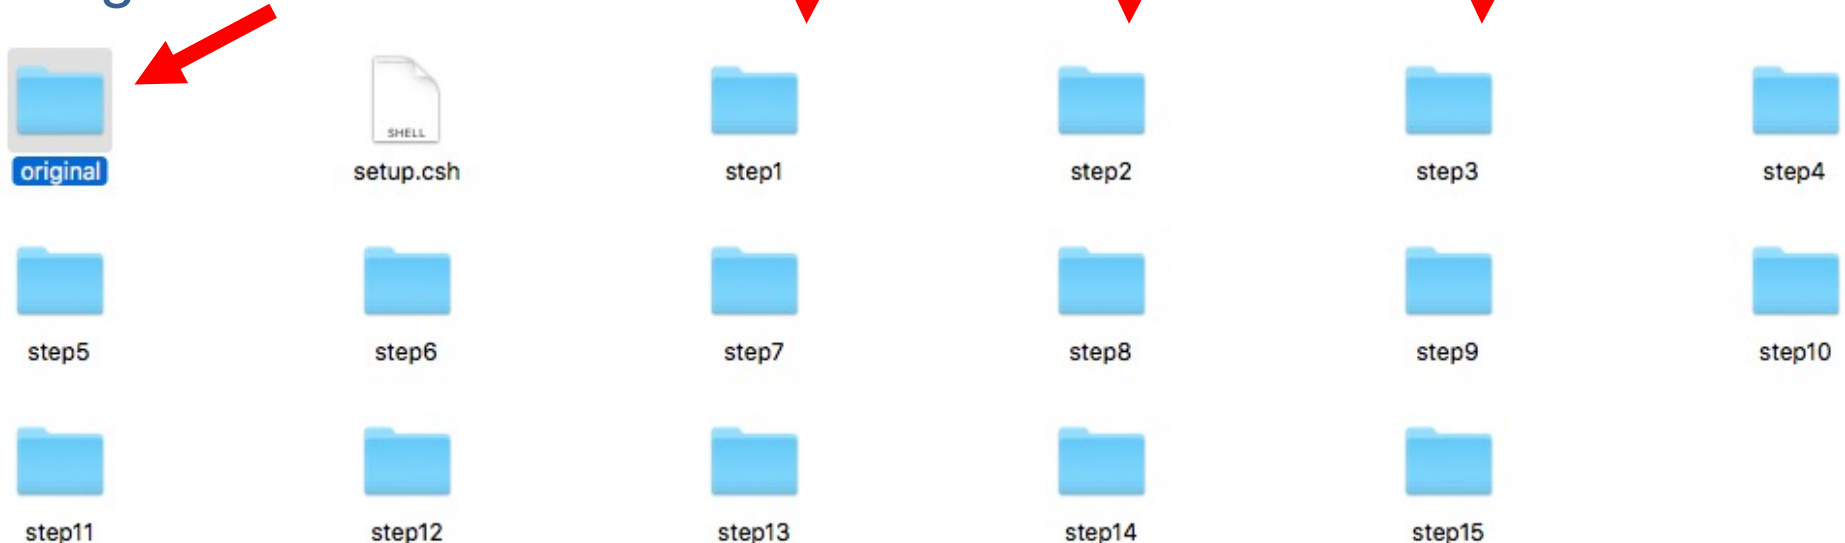 SHELL
original setup.csh step1 step2 step3 step4
step5 step6 step7 step8 step9 step10
step11 step12 step13 step14 step15